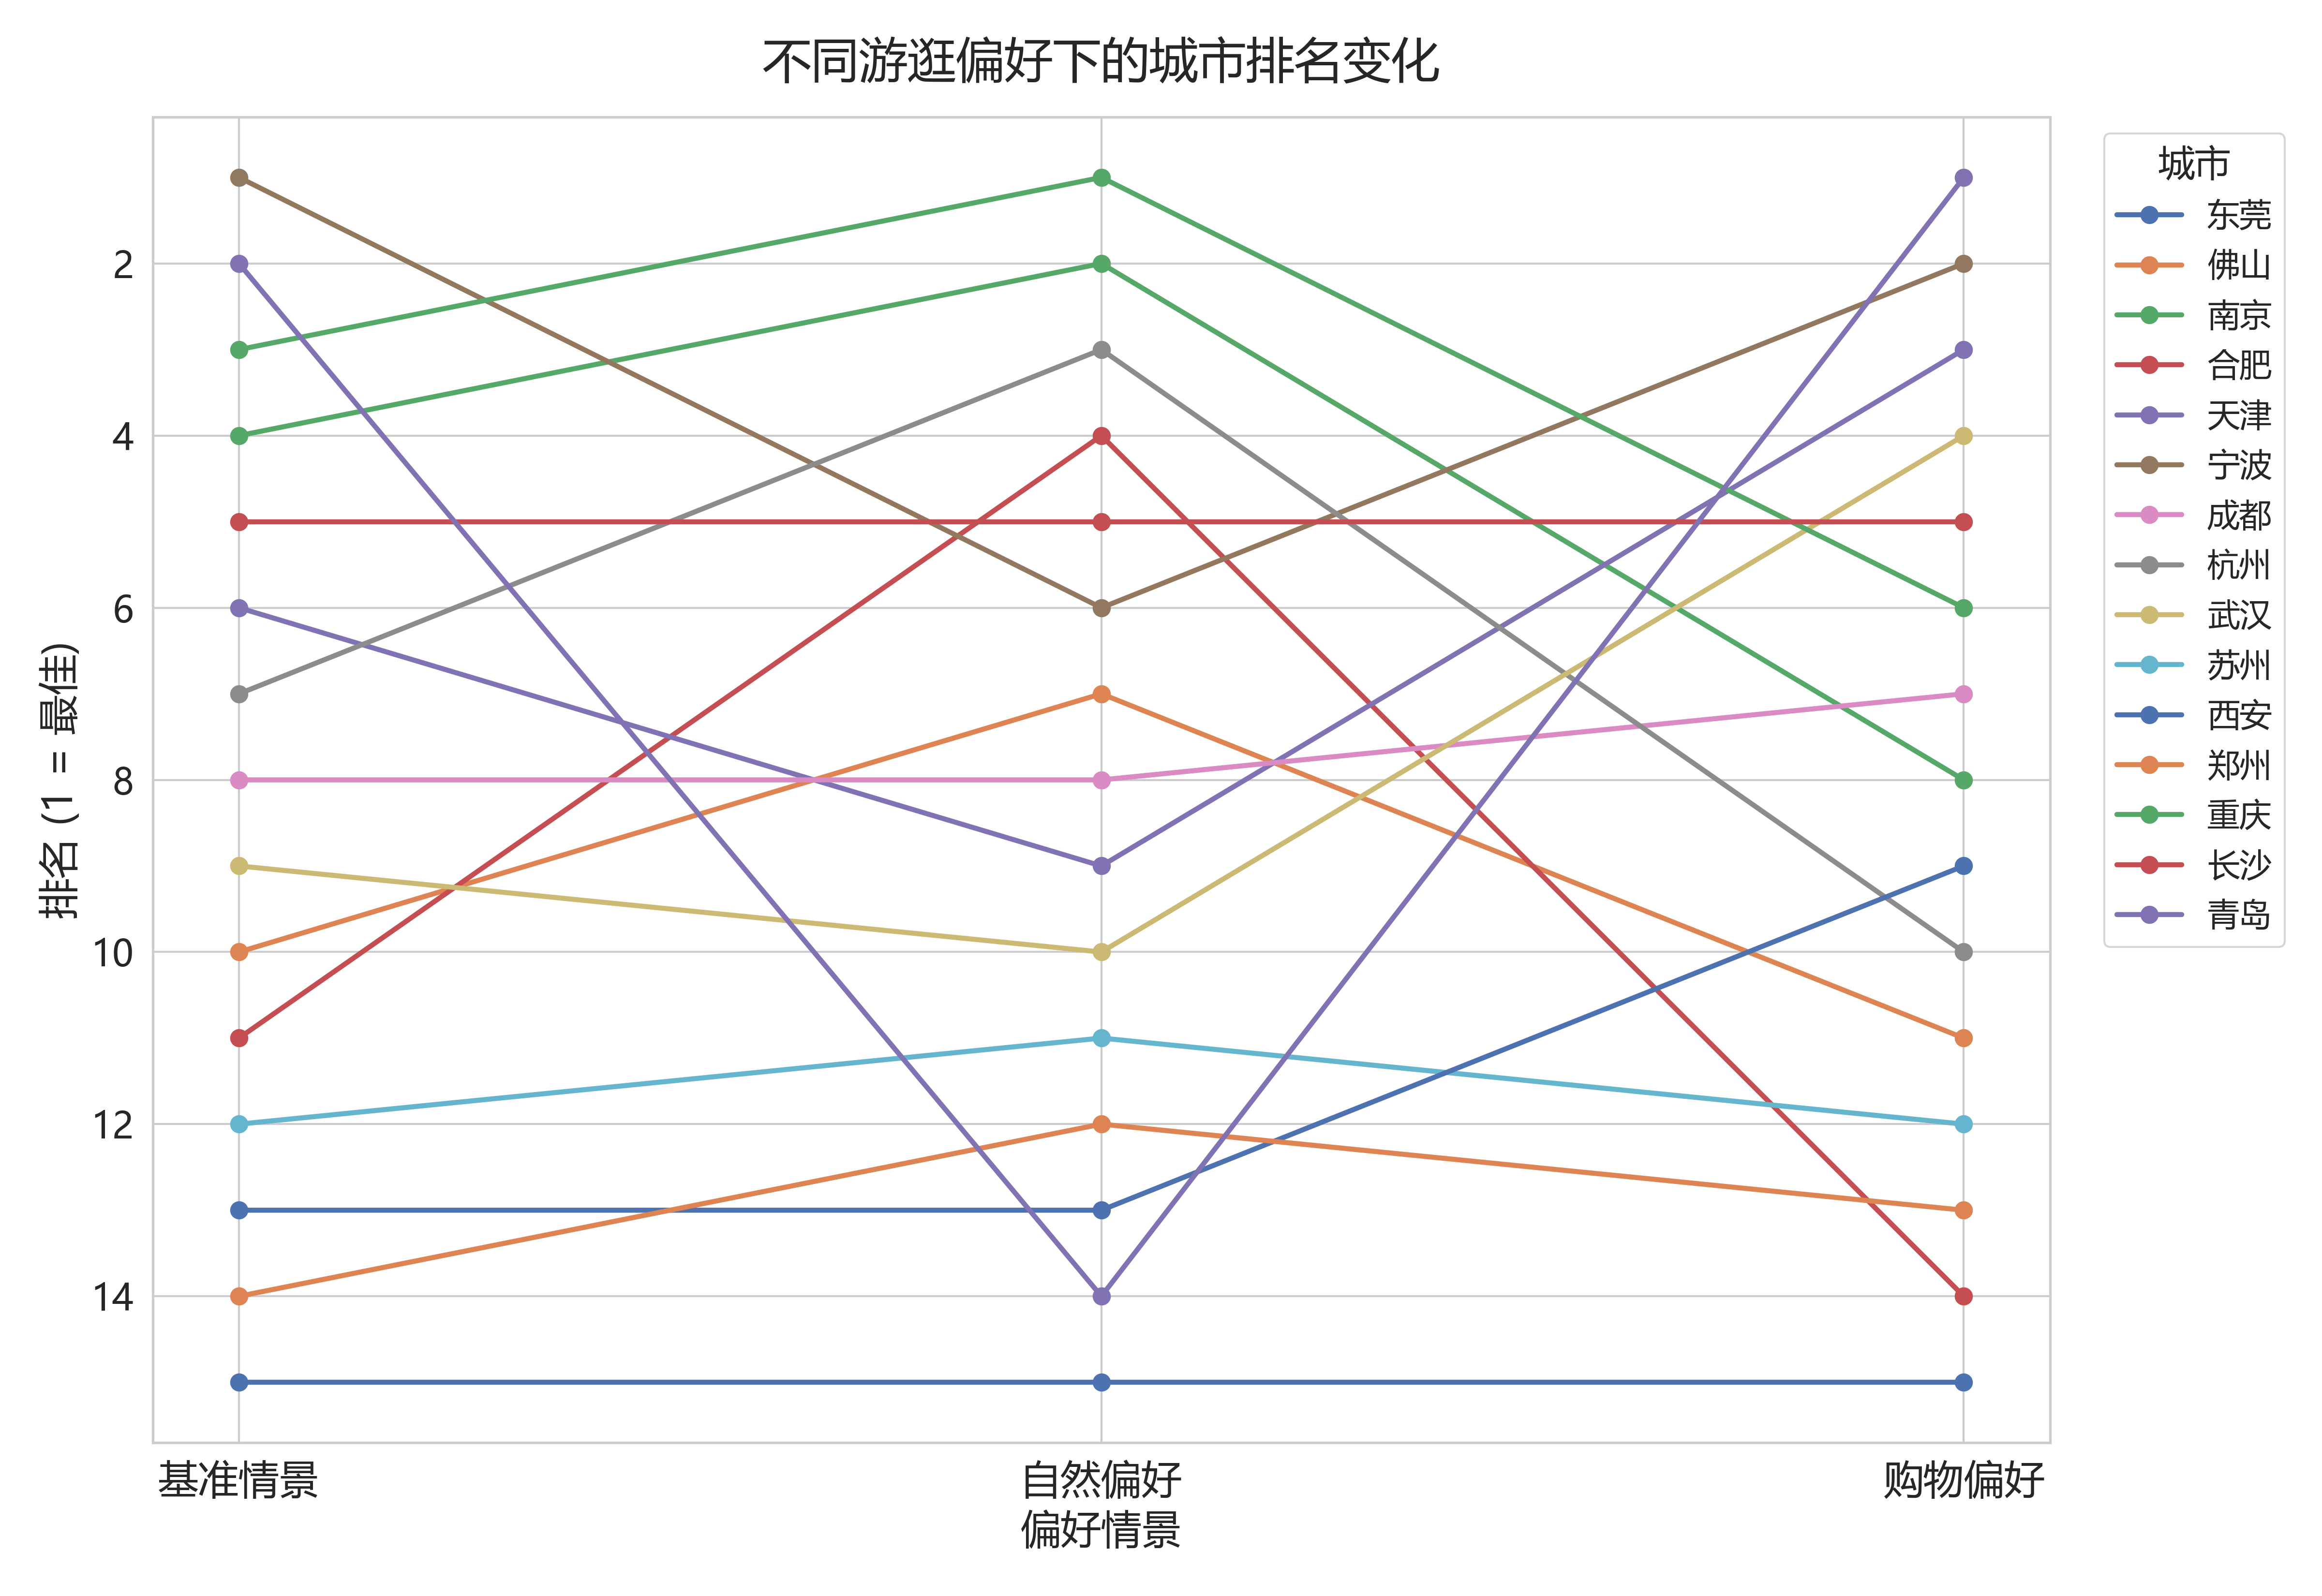 不同游逛偏好下的城市排名变化
排名 (1 = 最佳)
2
4
6
8
10
12
14
基准情景
自然偏好
购物偏好
偏好情景
城市
东莞
佛山
南京
合肥
天津
宁波
成都
杭州
武汉
苏州
西安
郑州
重庆
长沙
青岛